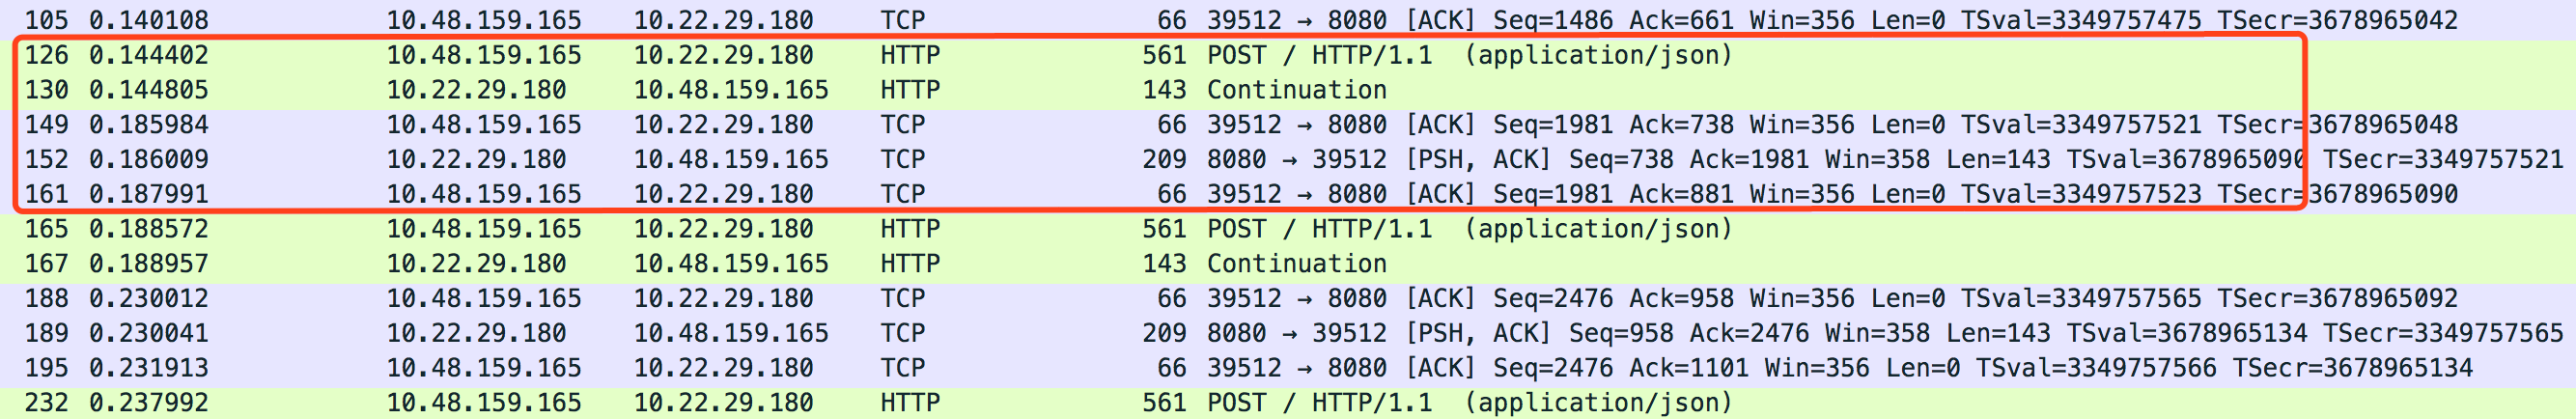 105 0.140108 10.48.159.165 10.22.29.180 TCP 66 39512 → 8080 [ACK] Seq=1486 Ack=661 Win=356 Len=0 TSval=3349757475 TSecr=3678965042
126 0.144402 10.48.159.165 10.22.29.180 HTTP 561 POST / HTTP/1.1 (application/json)
130 0.144805 10.22.29.180 10.48.159.165 HTTP 143 Continuation
149 0.185984 10.48.159.165 10.22.29.180 TCP 66 39512 → 8080 [ACK] Seq=1981 Ack=738 Win=356 Len=0 TSval=3349757521 TSecr=3678965048
152 0.186009 10.22.29.180 10.48.159.165 TCP 209 8080 → 39512 [PSH, ACK] Seq=738 Ack=1981 Win=358 Len=143 TSval=3678965090 TSecr=3349757521
161 0.187991 10.48.159.165 10.22.29.180 TCP 66 39512 → 8080 [ACK] Seq=1981 Ack=881 Win=356 Len=0 TSval=3349757523 TSecr=3678965090
165 0.188572 10.48.159.165 10.22.29.180 HTTP 561 POST / HTTP/1.1 (application/json)
167 0.188957 10.22.29.180 10.48.159.165 HTTP 143 Continuation
188 0.230012 10.48.159.165 10.22.29.180 TCP 66 39512 → 8080 [ACK] Seq=2476 Ack=958 Win=356 Len=0 TSval=3349757565 TSecr=3678965092
189 0.230041 10.22.29.180 10.48.159.165 TCP 209 8080 → 39512 [PSH, ACK] Seq=958 Ack=2476 Win=358 Len=143 TSval=3678965134 TSecr=3349757565
195 0.231913 10.48.159.165 10.22.29.180 TCP 66 39512 → 8080 [ACK] Seq=2476 Ack=1101 Win=356 Len=0 TSval=3349757566 TSecr=3678965134
232 0.237992 10.48.159.165 10.22.29.180 HTTP 561 POST / HTTP/1.1 (application/json)